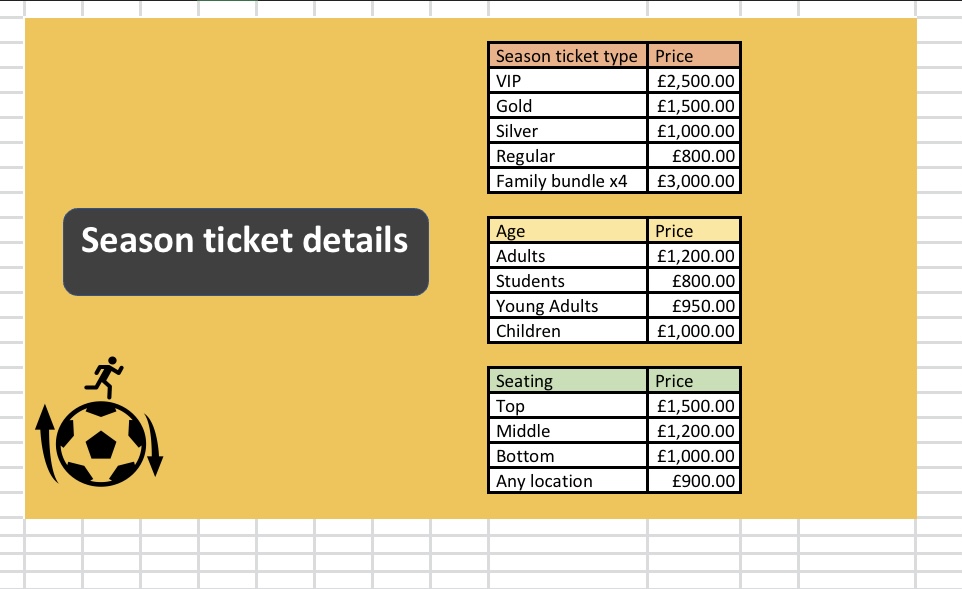 Season ticket details
Season ticket type Price
VIP £2,500.00
Gold £1,500.00
Silver £1,000.00
Regular £800.00
Family bundle x4 £3,000.00
Age Price
Adults £1,200.00
Students £800.00
Young Adults £950.00
Children £1,000.00
Seating Price
Top £1,500.00
Middle £1,200.00
Bottom £1,000.00
Any location £900.00